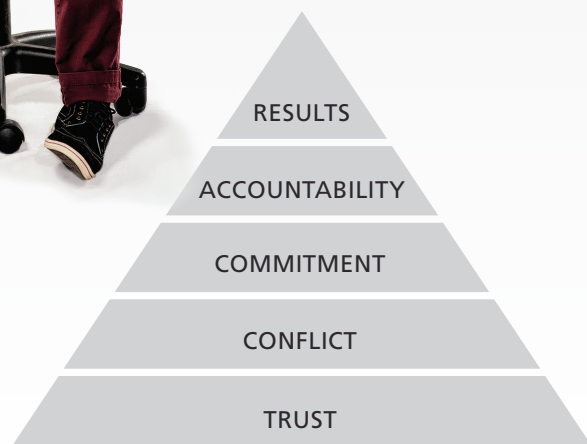 RESULTS
ACCOUNTABILITY
COMMITMENT
CONFLICT
TRUST